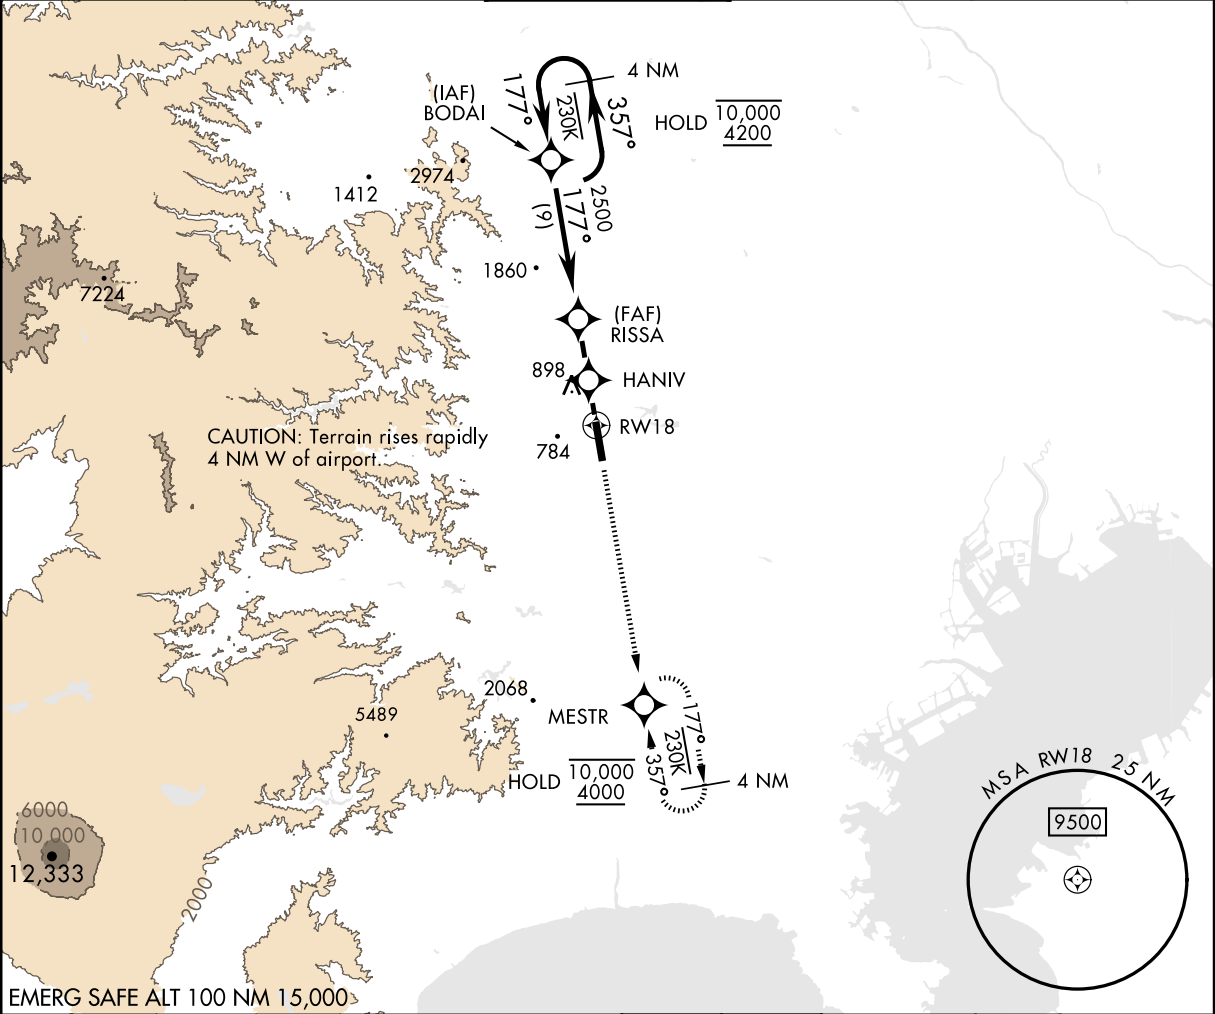 4 NM
177°
230K
357°
(IAF)
BODAI
HOLD
10,000
4200
2974
1412
2500
177°
(9)
1860
7224
(FAF)
RISSA
898
HANIV
RW18
784
CAUTION: Terrain rises rapidly
4 NM W of airport.
2068
MESTR
5489
177°
230K
357°
HOLD
10,000
4000
4 NM
MSA RW18 25 NM
9500
6000
10 000
12,333
2000
EMERG SAFE ALT 100 NM 15,000